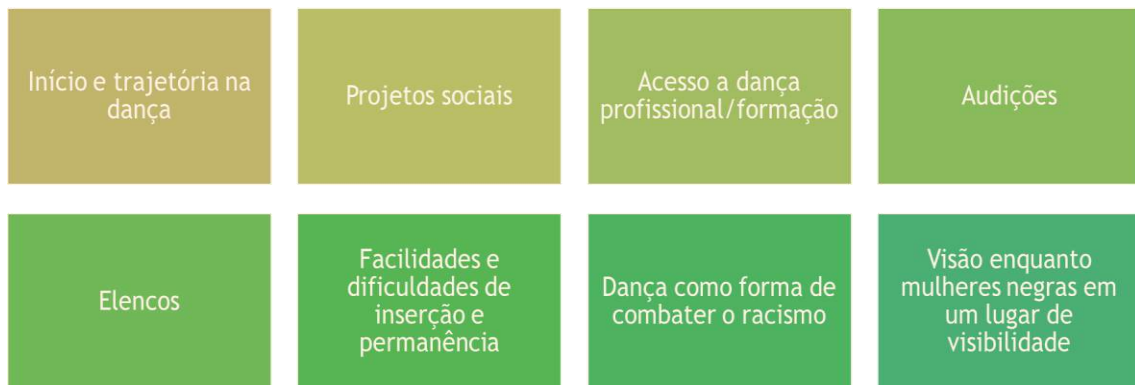 Início e trajetória na
dança
Projetos sociais
Acesso a dança
profissional/formação
Audições
Elencos
Facilidades e
dificuldades de
inserção e
permanência
Dança como forma de
combater o racismo
Visão enquanto
mulheres negras em
um lugar de
visibilidade